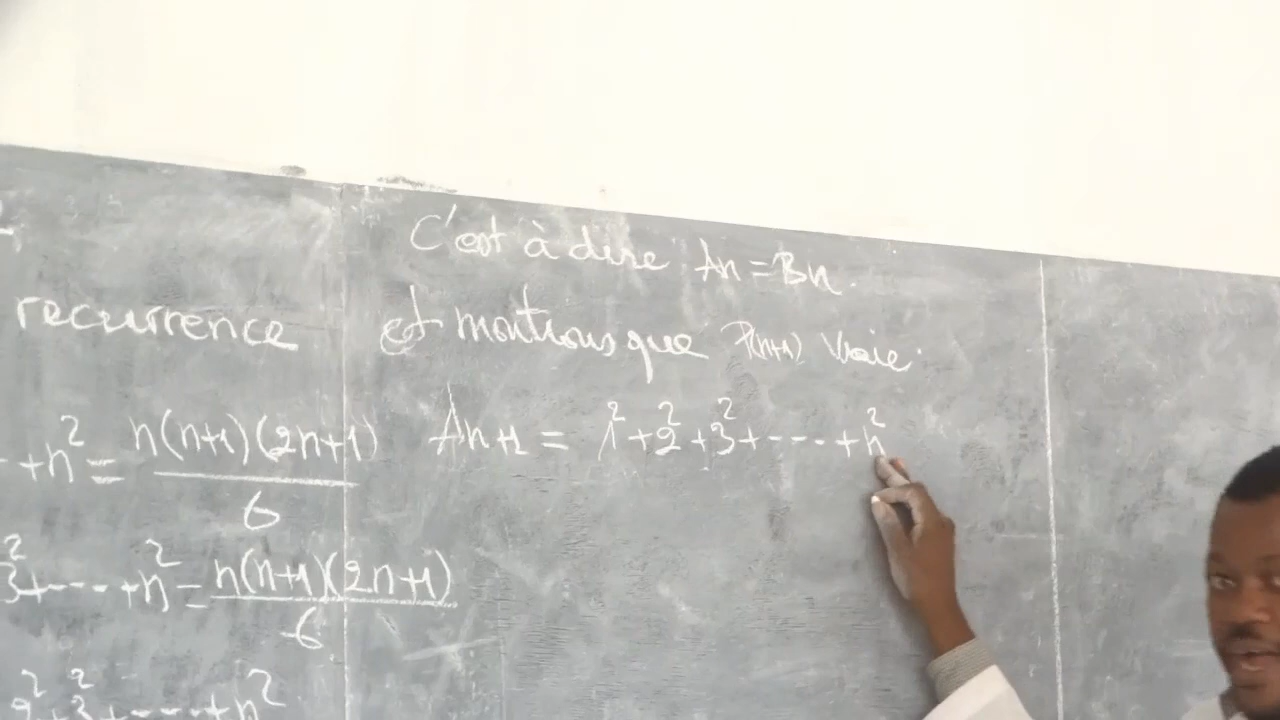 recurrence
+n² = n(n+1)(2n+1)/6
3²+----+n² = n(n+1)(2n+1)/6
2²+3²+----+n²
C'est à dire An = Bn.
et montrons que P(n+1) Vraie.
An+1 = 1²+2²+3²+----+n²